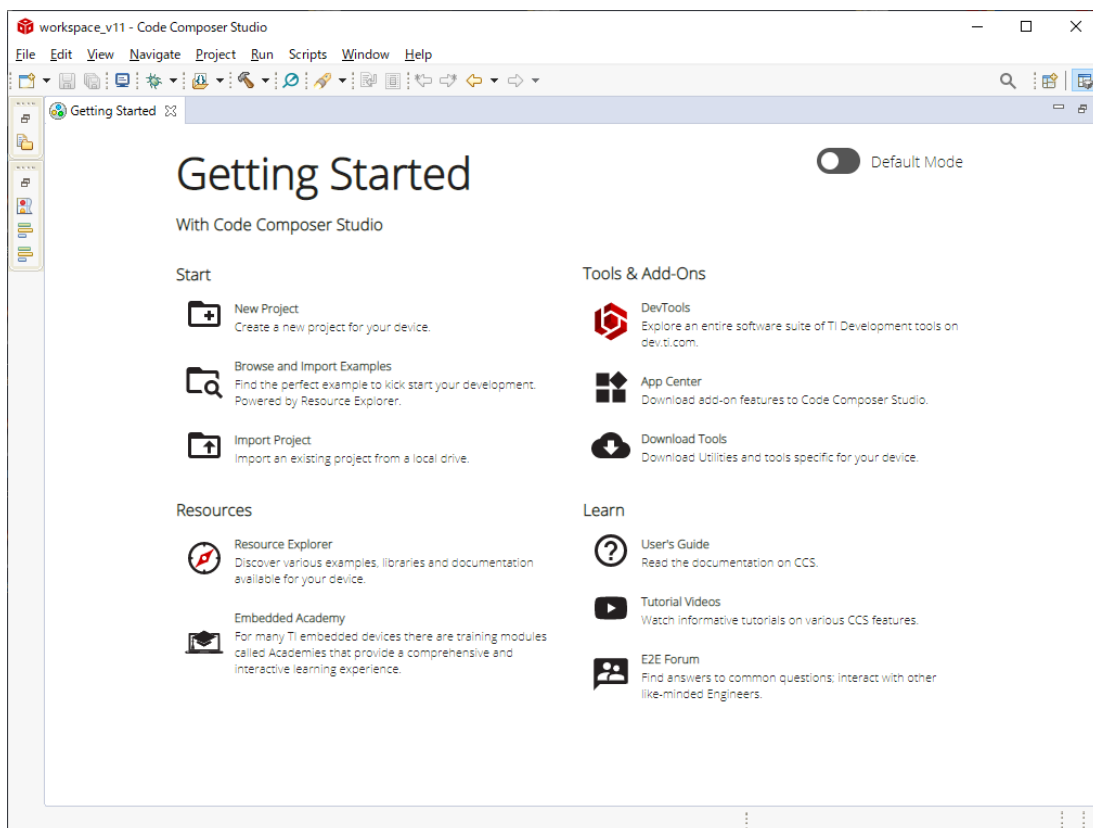 workspace_v11 - Code Composer Studio
File Edit View Navigate Project Run Scripts Window Help
Getting Started
Getting Started
Default Mode
With Code Composer Studio
Start
New Project
Create a new project for your device.
Browse and Import Examples
Find the perfect example to kick start your development.
Powered by Resource Explorer.
Import Project
Import an existing project from a local drive.
Resources
Resource Explorer
Discover various examples, libraries and documentation
available for your device.
Embedded Academy
For many TI embedded devices there are training modules
called Academies that provide a comprehensive and
interactive learning experience.
Tools & Add-Ons
DevTools
Explore an entire software suite of TI Development tools on
dev.ti.com.
App Center
Download add-on features to Code Composer Studio.
Download Tools
Download Utilities and tools specific for your device.
Learn
User's Guide
Read the documentation on CCS.
Tutorial Videos
Watch informative tutorials on various CCS features.
E2E Forum
Find answers to common questions; interact with other
like-minded Engineers.